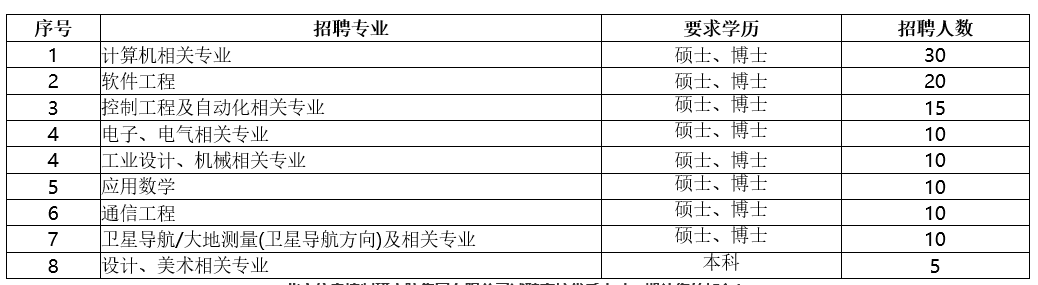 序号 招聘专业 要求学历 招聘人数
1 计算机相关专业 硕士、博士 30
2 软件工程 硕士、博士 20
3 控制工程及自动化相关专业 硕士、博士 15
4 电子、电气相关专业 硕士、博士 10
4 工业设计、机械相关专业 硕士、博士 10
5 应用数学 硕士、博士 10
6 通信工程 硕士、博士 10
7 卫星导航/大地测量(卫星导航方向)及相关专业 硕士、博士 10
8 设计、美术相关专业 本科 5